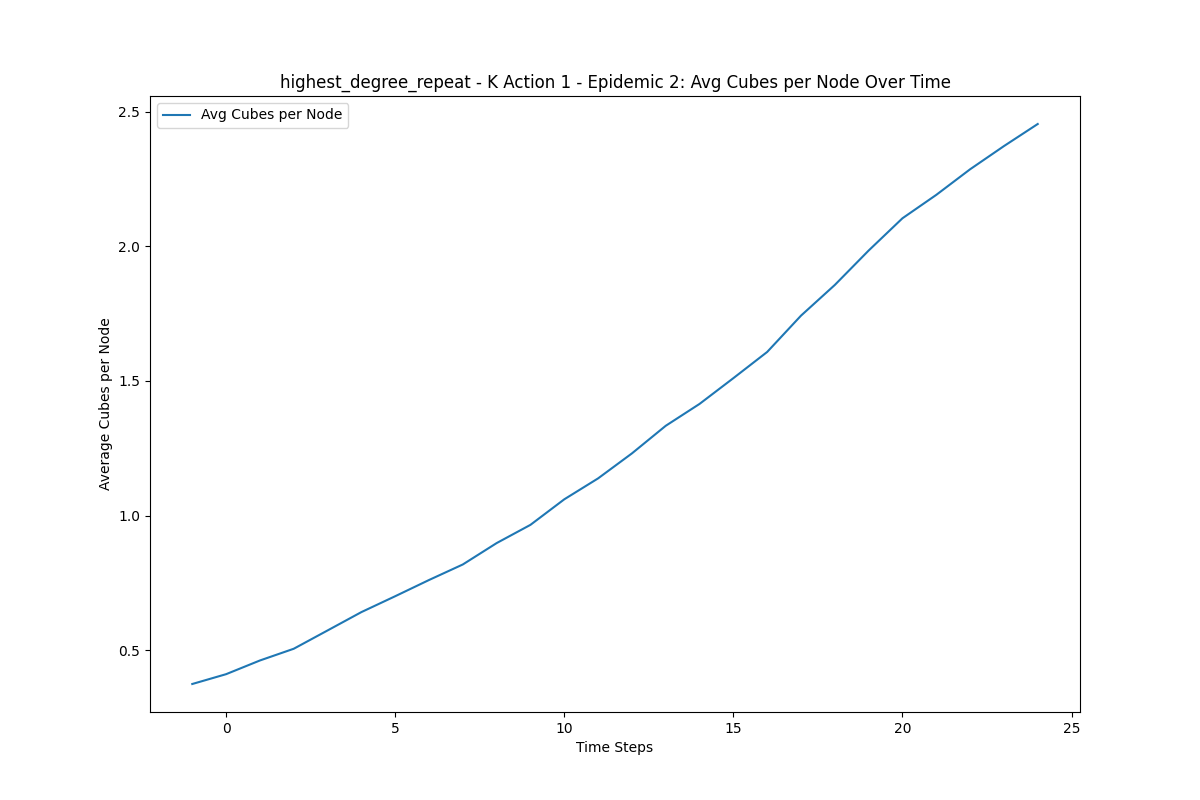 highest_degree_repeat - K Action 1 - Epidemic 2: Avg Cubes per Node Over Time
Avg Cubes per Node
2.5
2.0
1.5
1.0
0.5
Average Cubes per Node
0 5 10 15 20 25
Time Steps